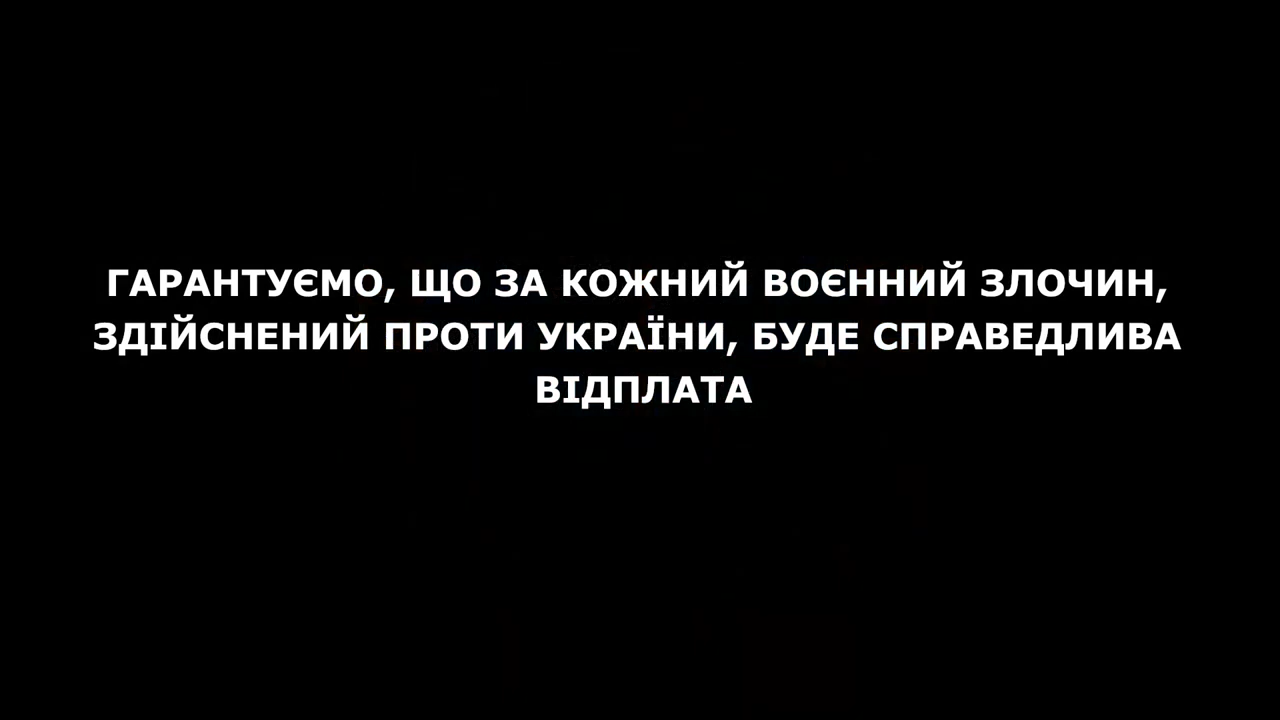 ГАРАНТУЄМО, ЩО ЗА КОЖНИЙ ВОЄННИЙ ЗЛОЧИН,
ЗДІЙСНЕНИЙ ПРОТИ УКРАЇНИ, БУДЕ СПРАВЕДЛИВА
ВІДПЛАТА